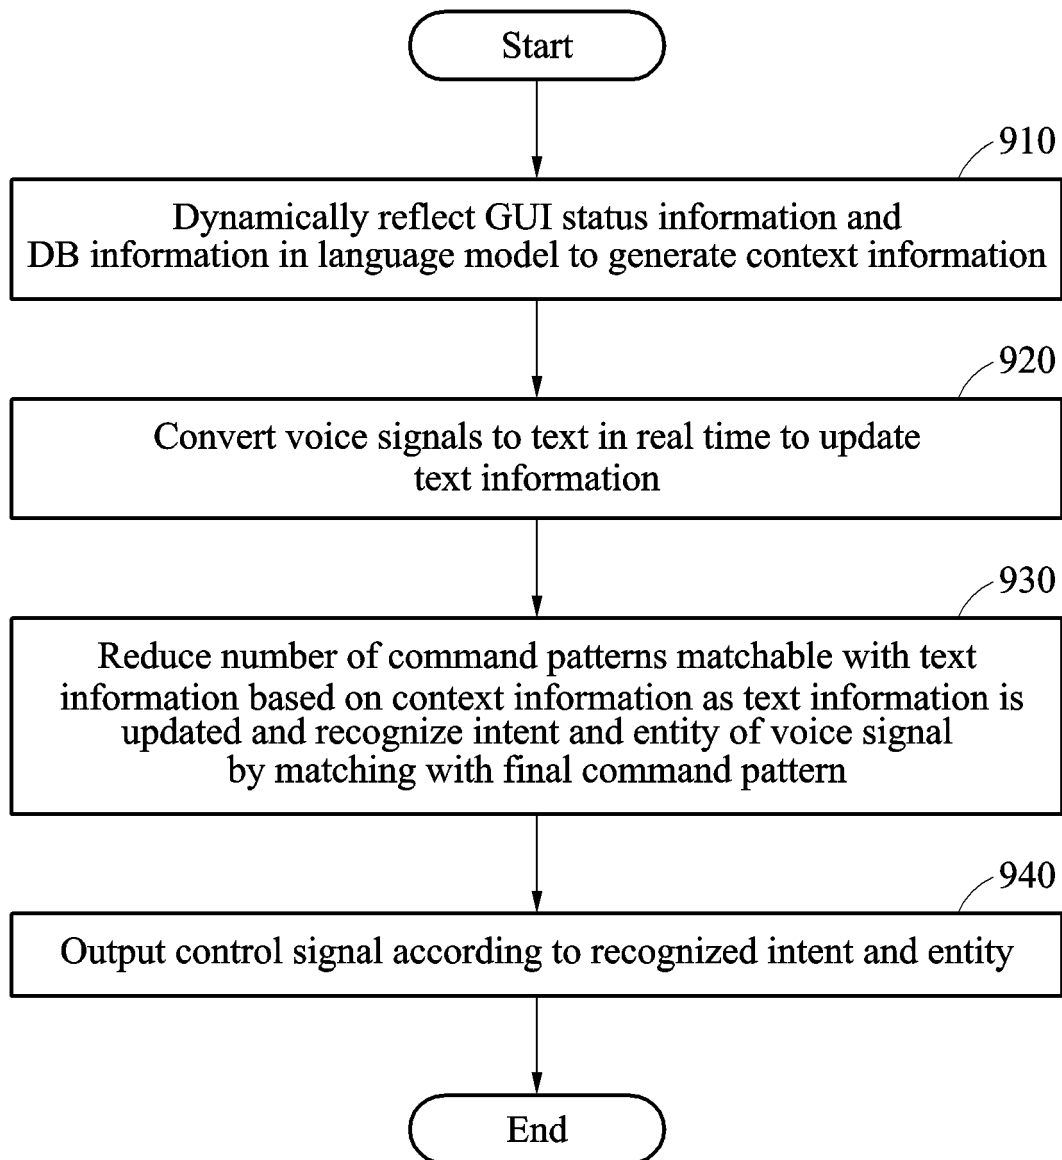 Start
910
Dynamically reflect GUI status information and
DB information in language model to generate context information
920
Convert voice signals to text in real time to update
text information
930
Reduce number of command patterns matchable with text
information based on context information as text information is
updated and recognize intent and entity of voice signal
by matching with final command pattern
940
Output control signal according to recognized intent and entity
End